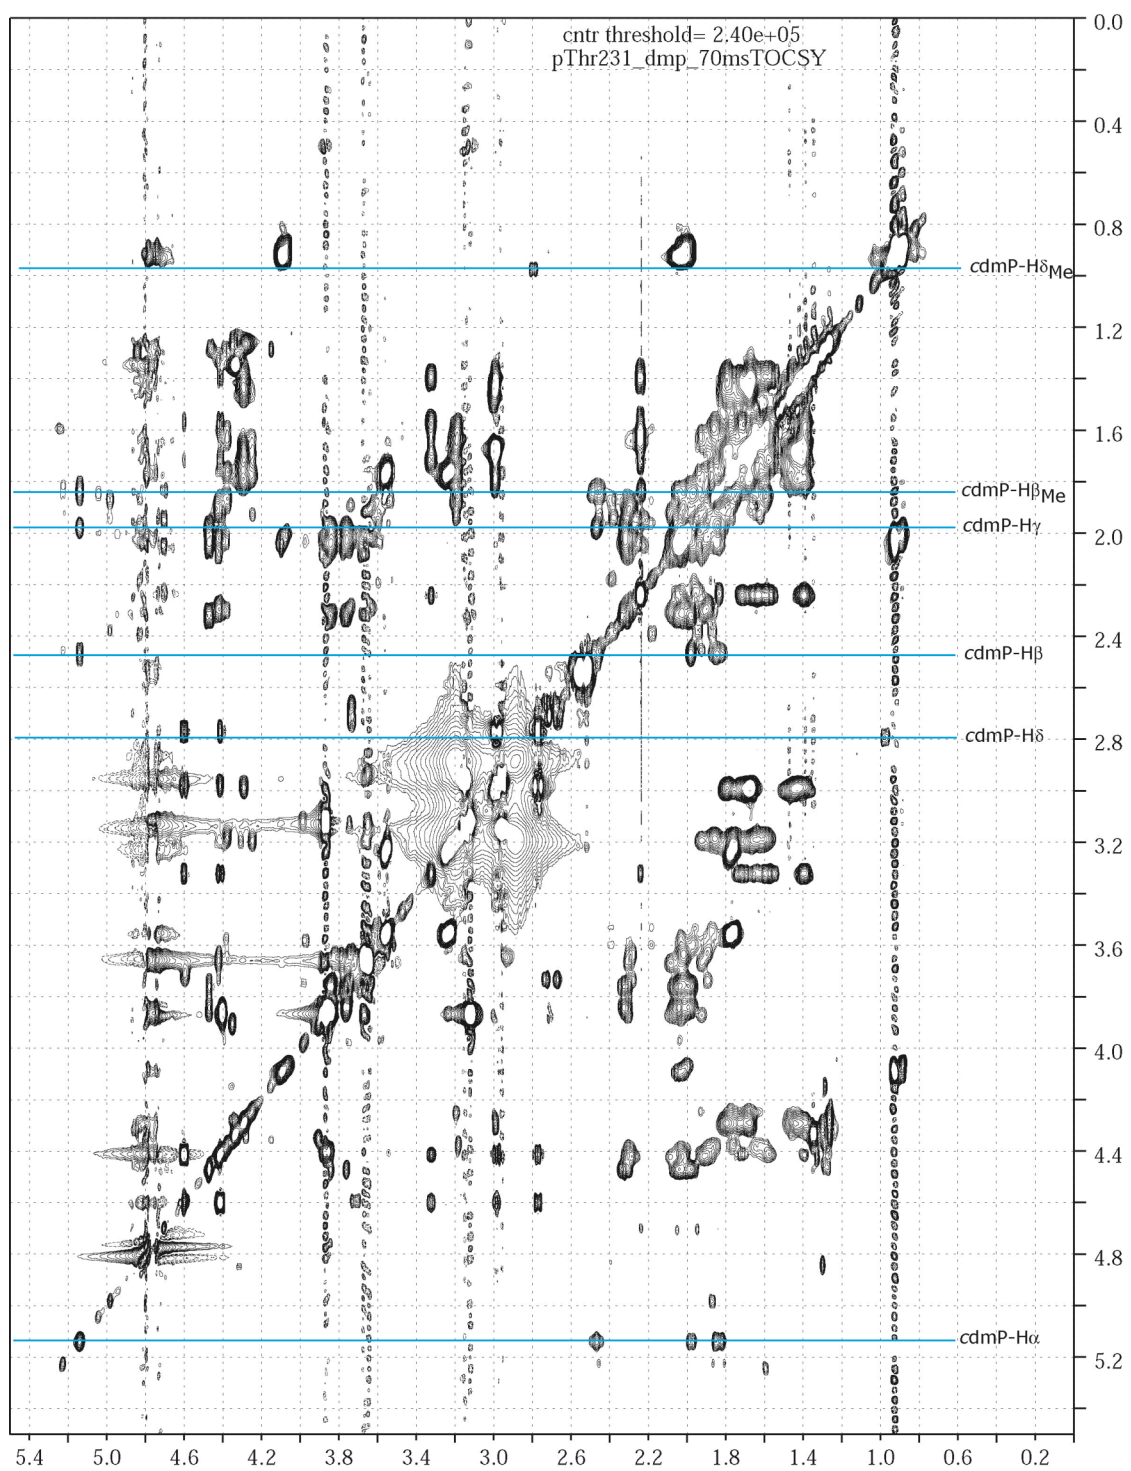 cntr threshold= 2.40e+05
pThr231_dmp_70msTOCSY
0.0
0.4
0.8
cdmP-HδMe
1.2
1.6
cdmP-HβMe
cdmP-Hγ
2.0
2.4
cdmP-Hβ
cdmP-Hδ
2.8
3.2
3.6
4.0
4.4
4.8
cdmP-Hα
5.2
5.4 5.0 4.6 4.2 3.8 3.4 3.0 2.6 2.2 1.8 1.4 1.0 0.6 0.2